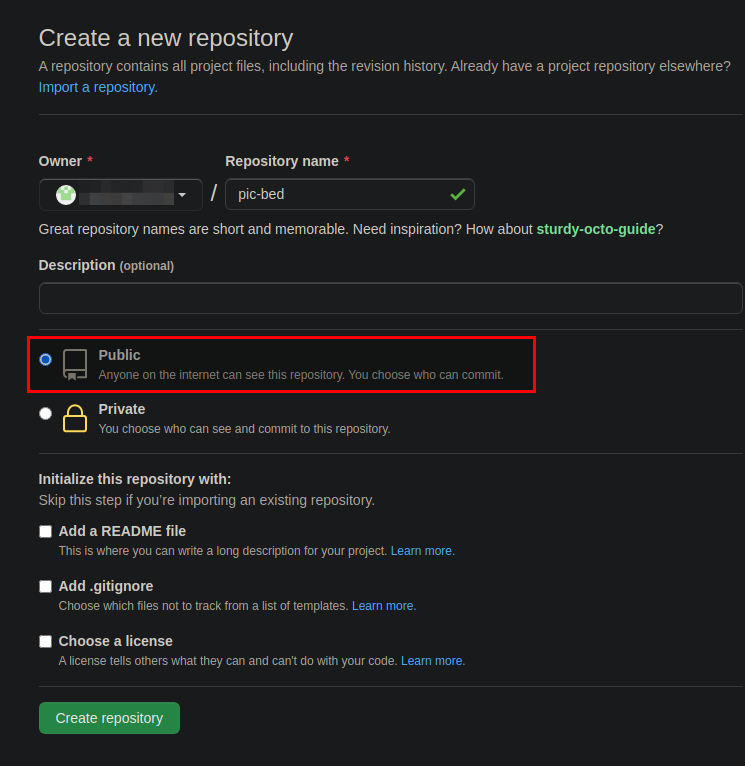 Create a new repository
A repository contains all project files, including the revision history. Already have a project repository elsewhere?
Import a repository.
Owner * Repository name *
/ pic-bed
Great repository names are short and memorable. Need inspiration? How about sturdy-octo-guide?
Description (optional)
Public
Anyone on the internet can see this repository. You choose who can commit.
Private
You choose who can see and commit to this repository.
Initialize this repository with:
Skip this step if you’re importing an existing repository.
Add a README file
This is where you can write a long description for your project. Learn more.
Add .gitignore
Choose which files not to track from a list of templates. Learn more.
Choose a license
A license tells others what they can and can't do with your code. Learn more.
Create repository